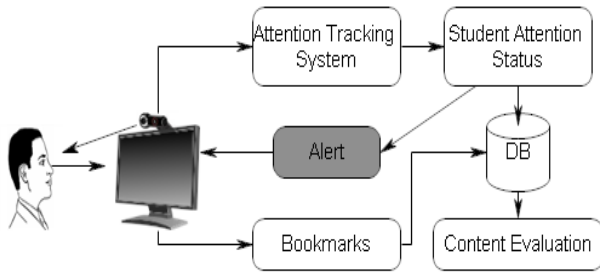 Attention Tracking
System
Student Attention
Status
Alert
DB
Bookmarks
Content Evaluation